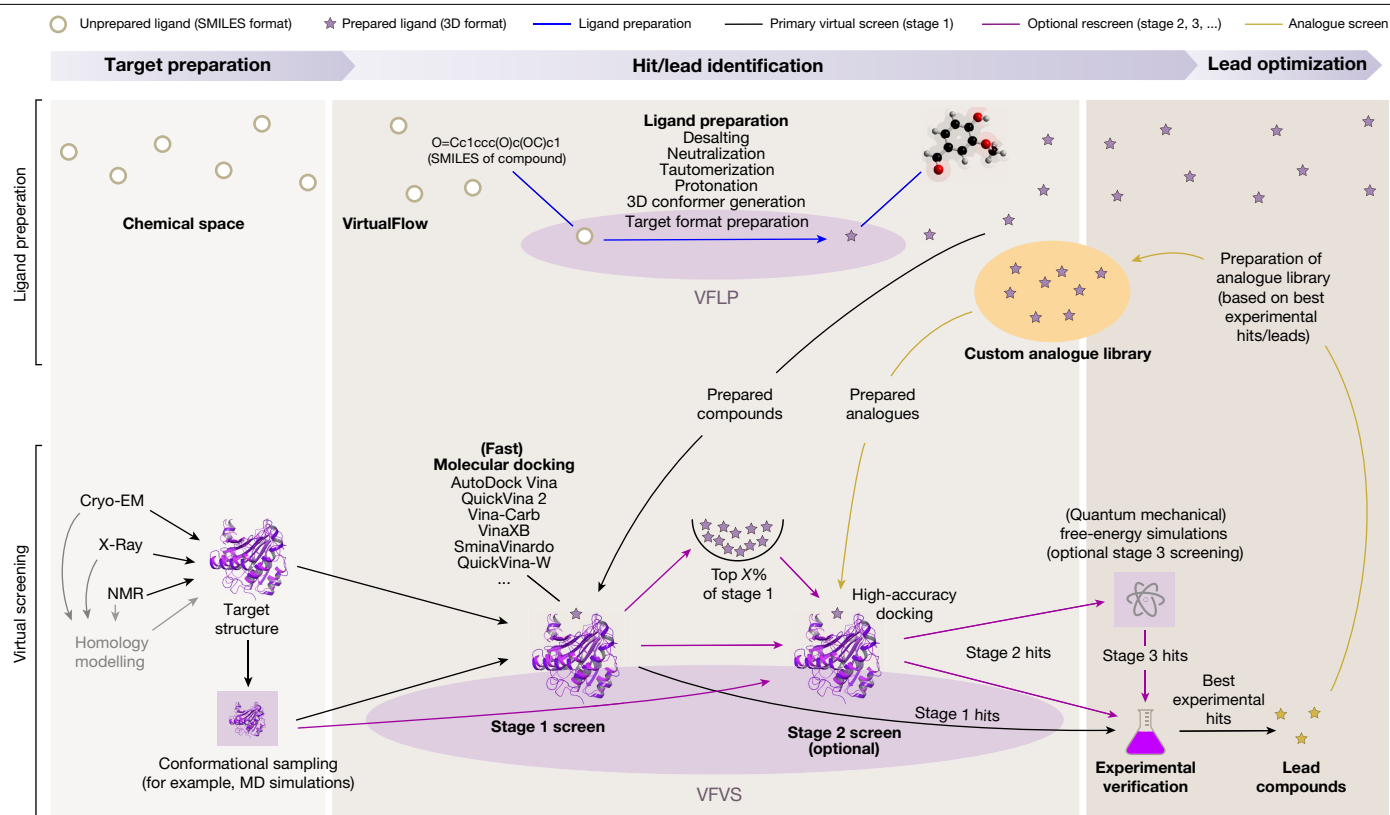 Unprepared ligand (SMILES format)
Prepared ligand (3D format)
Ligand preparation
Primary virtual screen (stage 1)
Optional rescreen (stage 2, 3, ...)
Analogue screen
Target preparation
Hit/lead identification
Lead optimization
Ligand preperation
Chemical space
VirtualFlow
O=Cc1ccc(O)c(OC)c1
(SMILES of compound)
Ligand preparation
Desalting
Neutralization
Tautomerization
Protonation
3D conformer generation
Target format preparation
VFLP
Custom analogue library
Preparation of
analogue library
(based on best
experimental
hits/leads)
Prepared
compounds
Prepared
analogues
Virtual screening
Cryo-EM
X-Ray
NMR
Homology
modelling
Target
structure
Conformational sampling
(for example, MD simulations)
(Fast)
Molecular docking
AutoDock Vina
QuickVina 2
Vina-Carb
VinaXB
SminaVinardo
QuickVina-W
...
Top X%
of stage 1
High-accuracy
docking
Stage 1 screen
Stage 2 screen
(optional)
VFVS
Stage 1 hits
Stage 2 hits
(Quantum mechanical)
free-energy simulations
(optional stage 3 screening)
Stage 3 hits
Best
experimental
hits
Experimental
verification
Lead
compounds